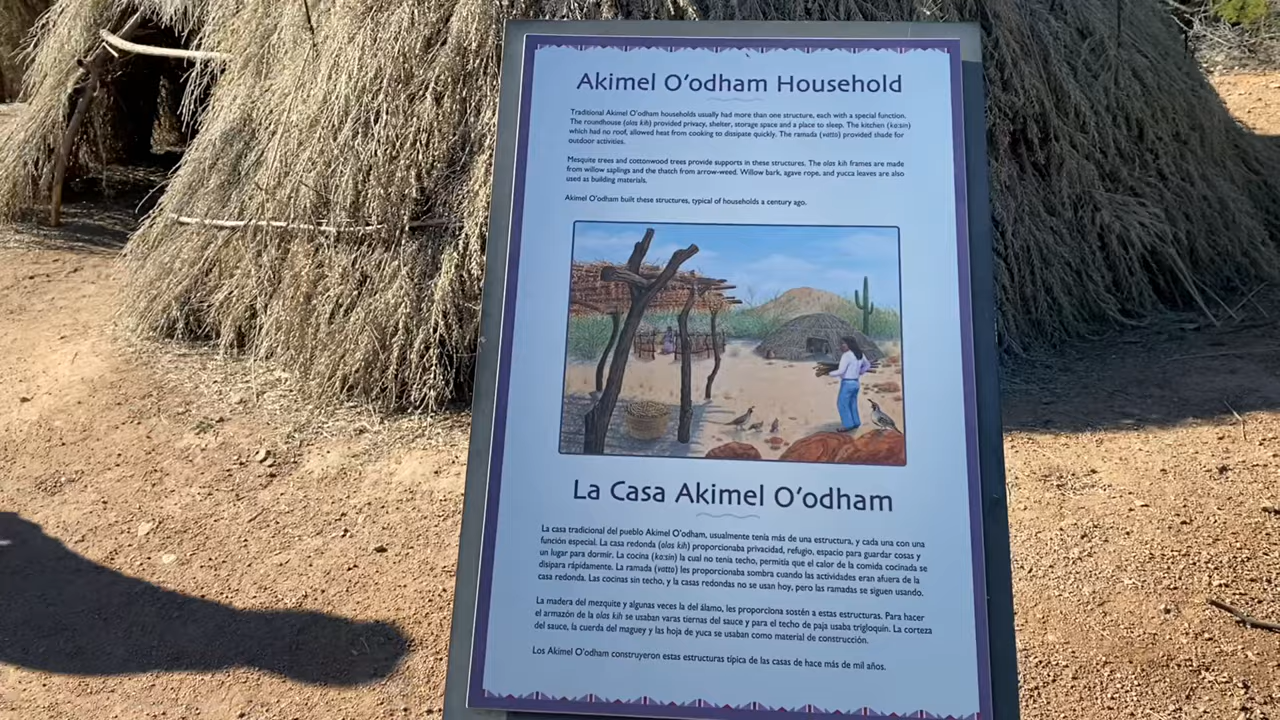 Akimel O'odham Household
Traditional Akimel O'odham households usually had more than one structure, each with a special function.
The roundhouse (olas kih) provided privacy, shelter, storage space and a place to sleep. The kitchen (ka:sin)
which had no roof, allowed heat from cooking to dissipate quickly. The ramada (vatto) provided shade for
outdoor activities.
Mesquite trees and cottonwood trees provide supports in these structures. The olas kih frames are made
from willow saplings and the thatch from arrow-weed. Willow bark, agave rope, and yucca leaves are also
used as building materials.
Akimel O'odham built these structures, typical of households a century ago.
La Casa Akimel O'odham
La casa tradicional del pueblo Akimel O'odham, usualmente tenía más de una estructura, y cada una con una
función especial. La casa redonda (olas kih) proporcionaba privacidad, refugio, espacio para guardar cosas y
un lugar para dormir. La cocina (ka:sin) la cual no tenía techo, permitía que el calor de la comida cocinada se
disipara rápidamente. La ramada (vatto) les proporcionaba sombra cuando las actividades eran afuera de la
casa redonda. Las cocinas sin techo, y la casas redondas no se usan hoy, pero las ramadas se siguen usando.
La madera del mezquite y algunas veces la del álamo, les proporciona sostén a estas estructuras. Para hacer
el armazón de la olas kih se usaban varas tiernas del sauce y para el techo de paja usaba trigloquín. La corteza
del sauce, la cuerda del maguey y las hoja de yuca se usaban como material de construcción.
Los Akimel O'odham construyeron estas estructuras típica de las casas de hace más de mil años.